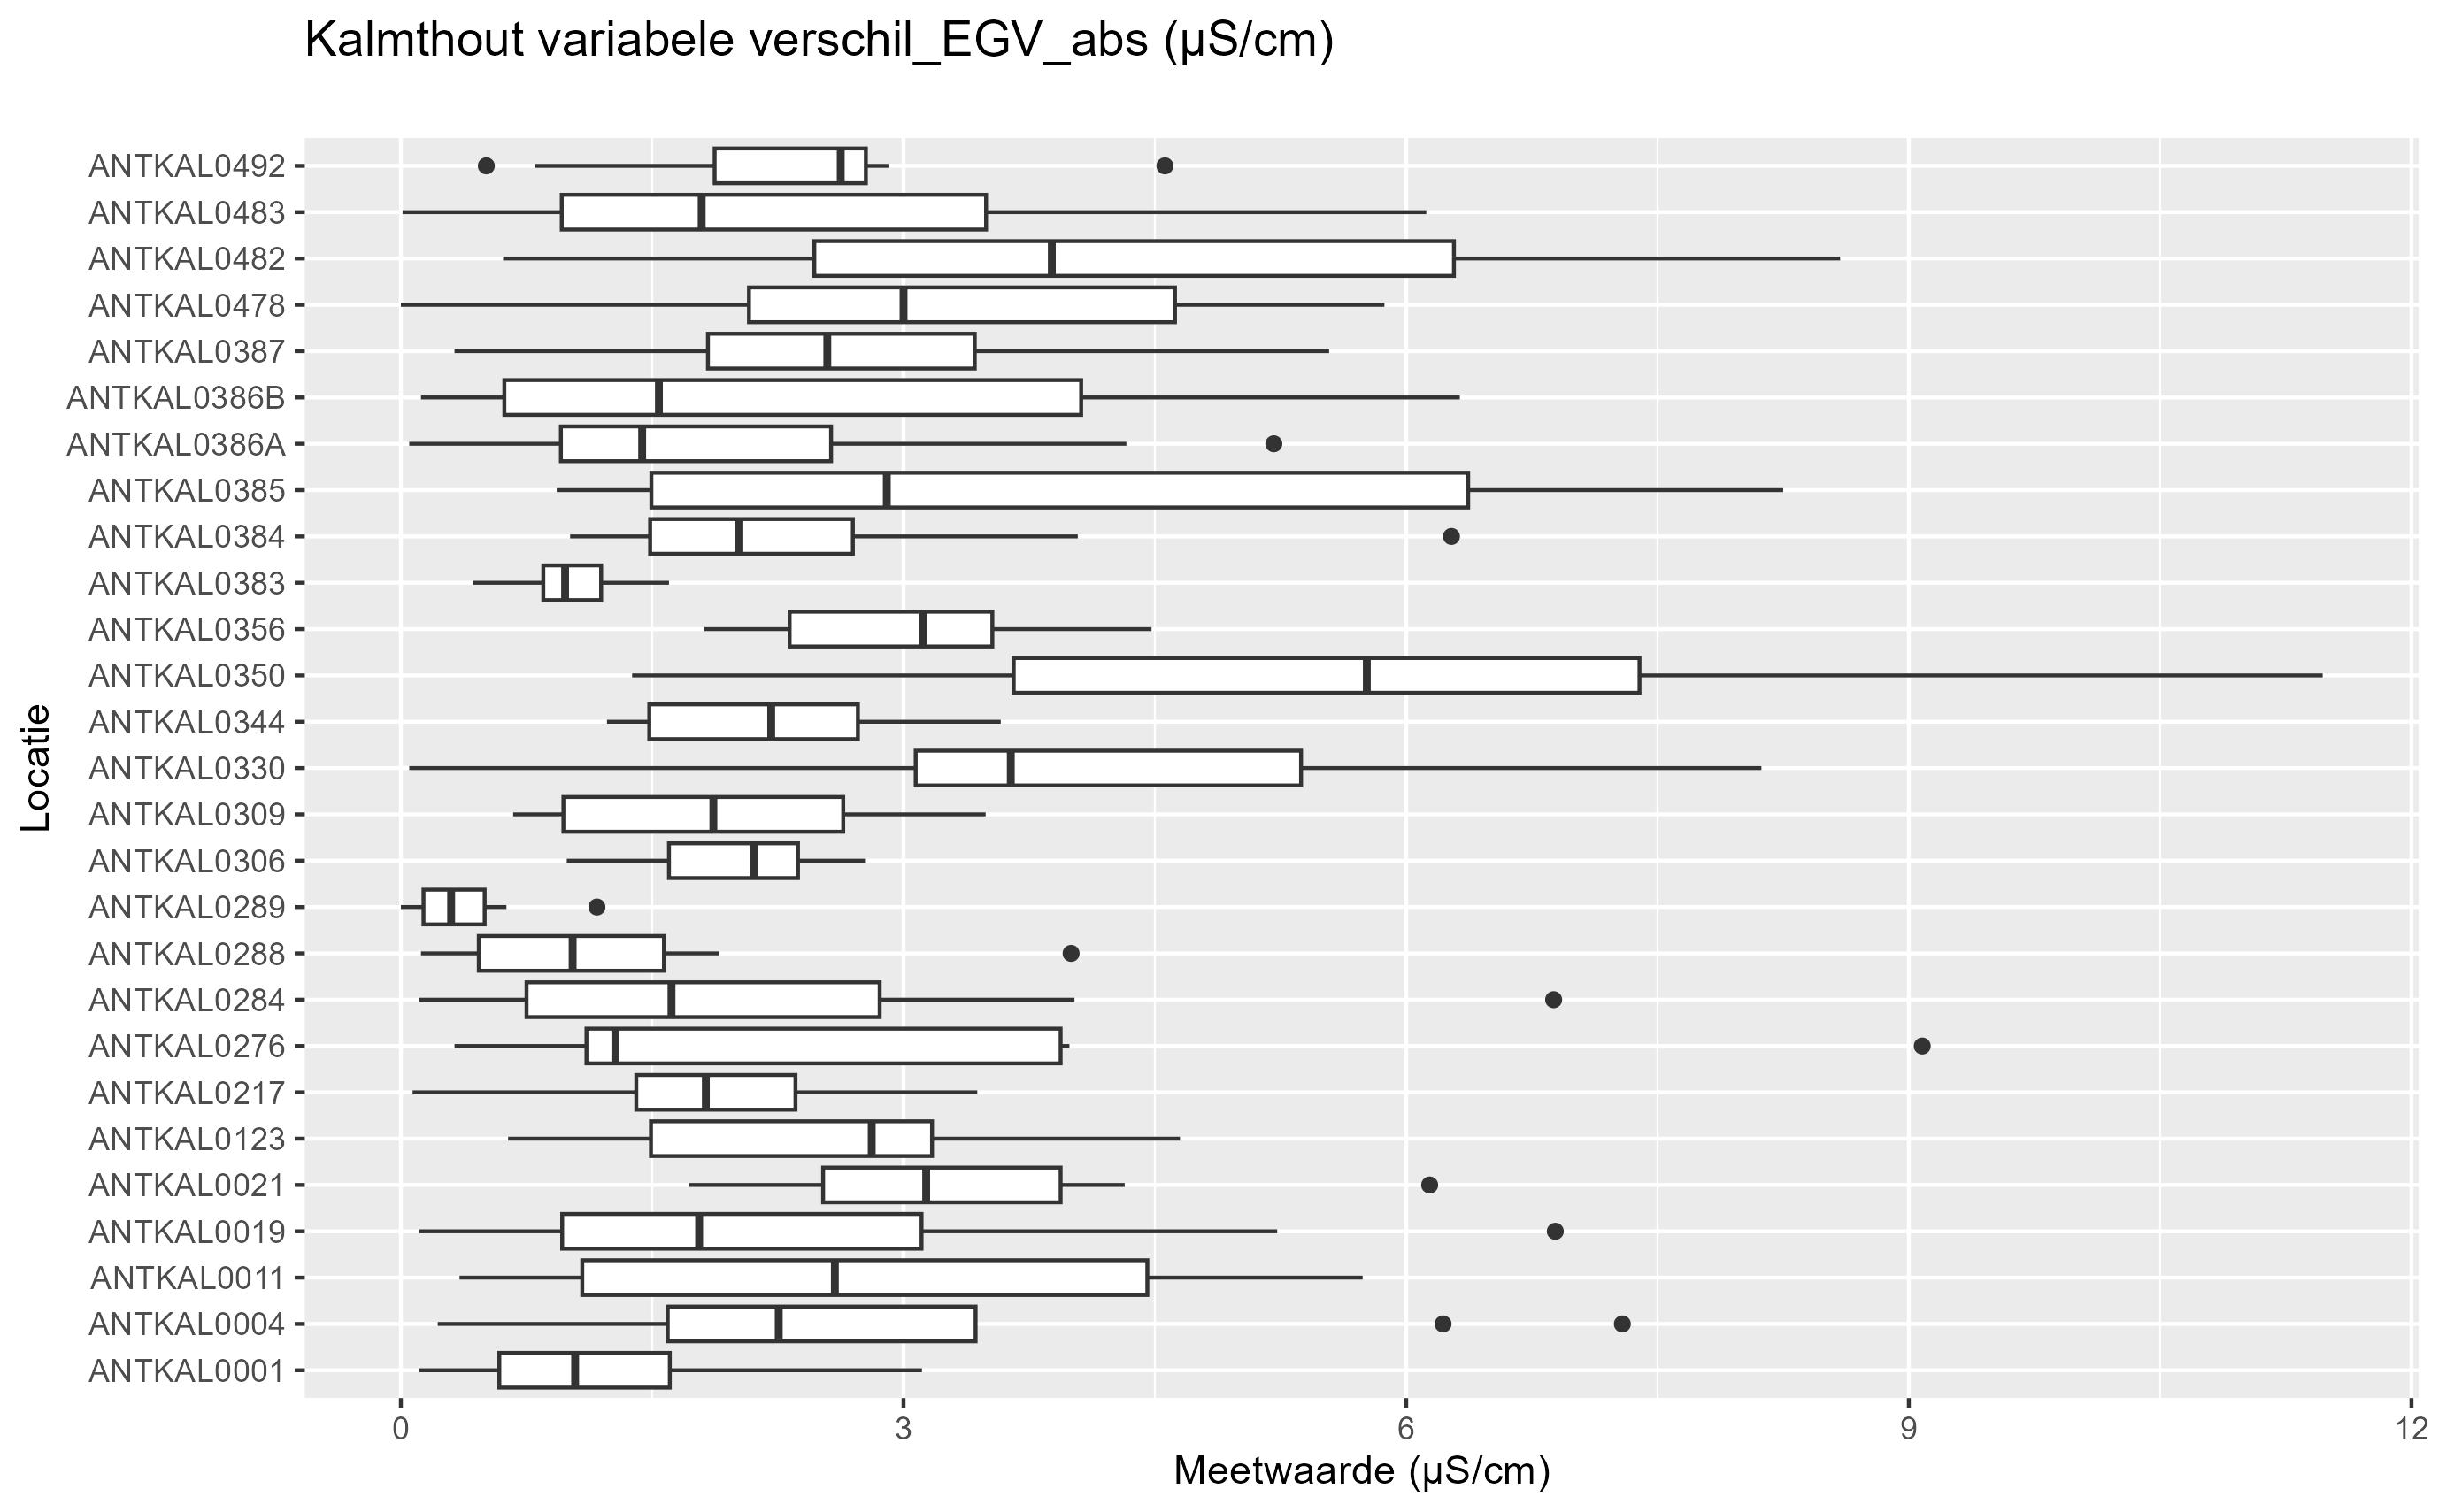 Kalmthout variabele verschil_EGV_abs (µS/cm)
Locatie
ANTKAL0492
ANTKAL0483
ANTKAL0482
ANTKAL0478
ANTKAL0387
ANTKAL0386B
ANTKAL0386A
ANTKAL0385
ANTKAL0384
ANTKAL0383
ANTKAL0356
ANTKAL0350
ANTKAL0344
ANTKAL0330
ANTKAL0309
ANTKAL0306
ANTKAL0289
ANTKAL0288
ANTKAL0284
ANTKAL0276
ANTKAL0217
ANTKAL0123
ANTKAL0021
ANTKAL0019
ANTKAL0011
ANTKAL0004
ANTKAL0001
0 3 6 9 12
Meetwaarde (µS/cm)